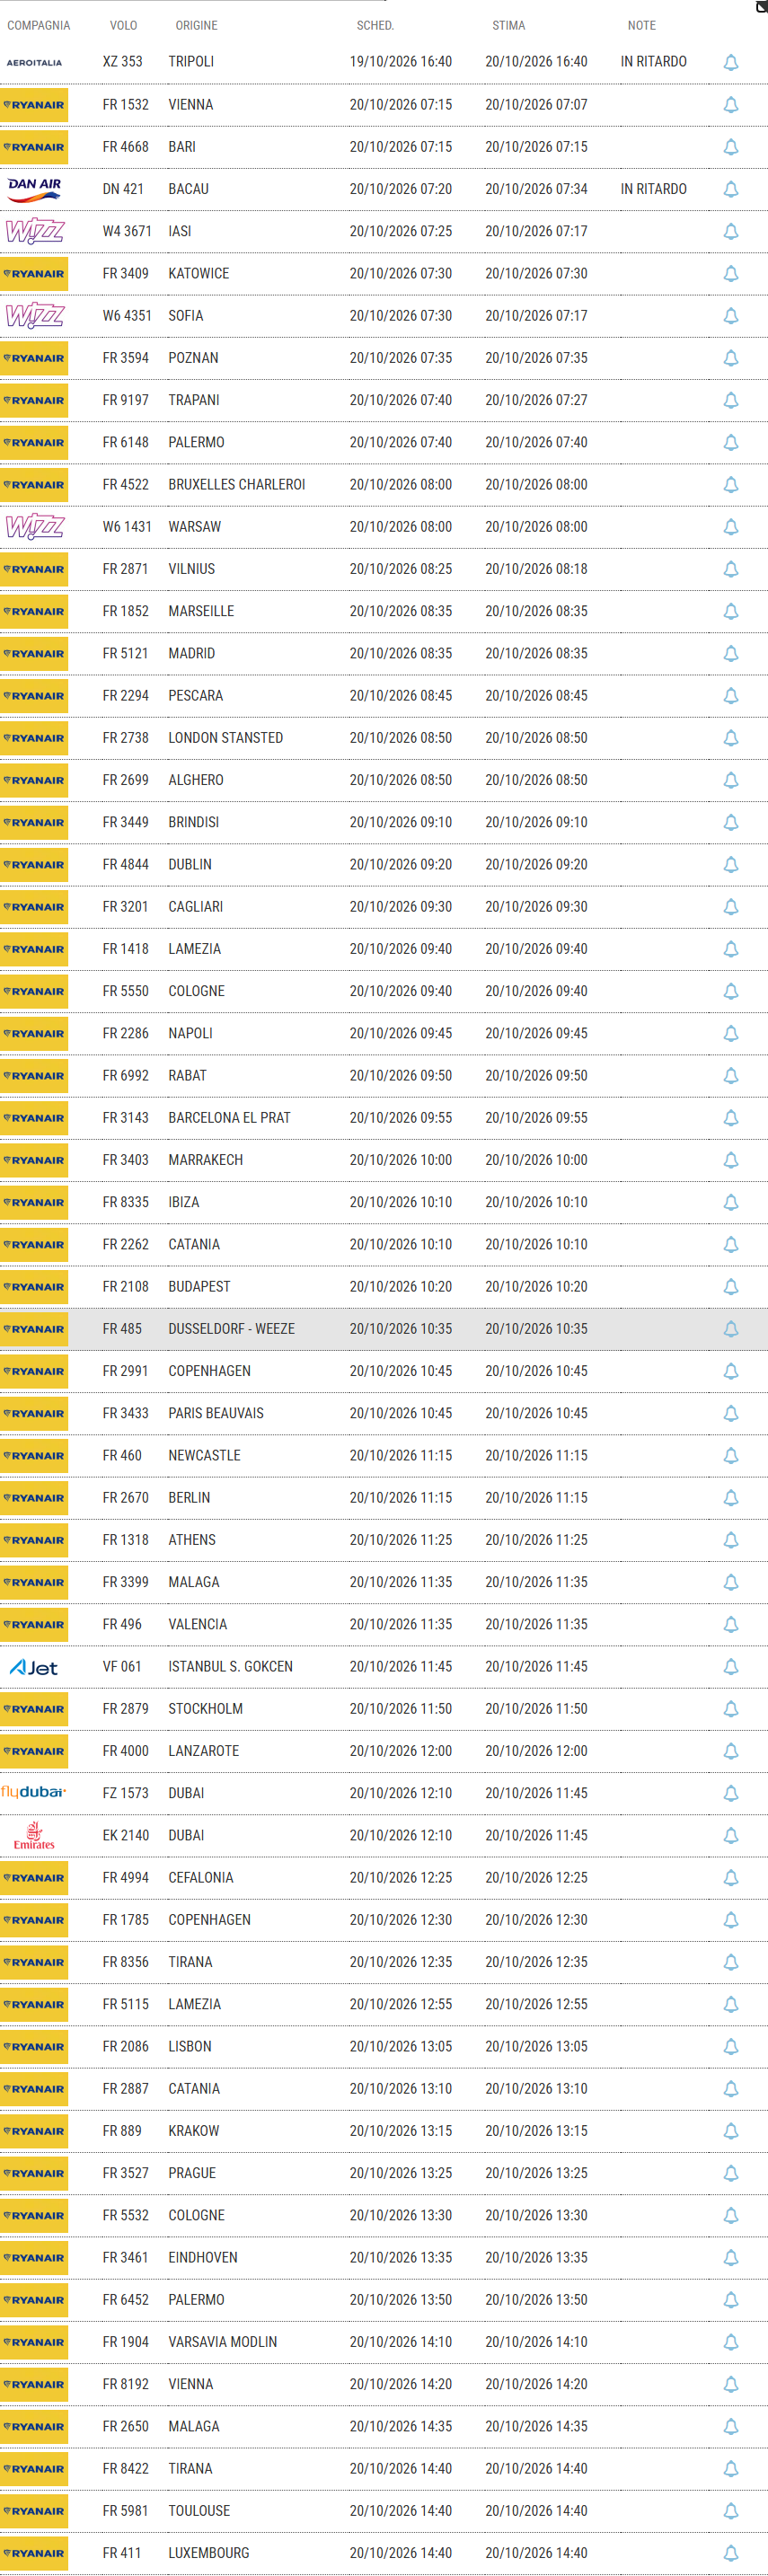 COMPAGNIA VOLO ORIGINE SCHED. STIMA NOTE
AEROITALIA XZ 353 TRIPOLI 19/10/2026 16:40 20/10/2026 16:40 IN RITARDO
RYANAIR FR 1532 VIENNA 20/10/2026 07:15 20/10/2026 07:07
RYANAIR FR 4668 BARI 20/10/2026 07:15 20/10/2026 07:15
DAN AIR DN 421 BACAU 20/10/2026 07:20 20/10/2026 07:34 IN RITARDO
WIZZ W4 3671 IASI 20/10/2026 07:25 20/10/2026 07:17
RYANAIR FR 3409 KATOWICE 20/10/2026 07:30 20/10/2026 07:30
WIZZ W6 4351 SOFIA 20/10/2026 07:30 20/10/2026 07:17
RYANAIR FR 3594 POZNAN 20/10/2026 07:35 20/10/2026 07:35
RYANAIR FR 9197 TRAPANI 20/10/2026 07:40 20/10/2026 07:27
RYANAIR FR 6148 PALERMO 20/10/2026 07:40 20/10/2026 07:40
RYANAIR FR 4522 BRUXELLES CHARLEROI 20/10/2026 08:00 20/10/2026 08:00
WIZZ W6 1431 WARSAW 20/10/2026 08:00 20/10/2026 08:00
RYANAIR FR 2871 VILNIUS 20/10/2026 08:25 20/10/2026 08:18
RYANAIR FR 1852 MARSEILLE 20/10/2026 08:35 20/10/2026 08:35
RYANAIR FR 5121 MADRID 20/10/2026 08:35 20/10/2026 08:35
RYANAIR FR 2294 PESCARA 20/10/2026 08:45 20/10/2026 08:45
RYANAIR FR 2738 LONDON STANSTED 20/10/2026 08:50 20/10/2026 08:50
RYANAIR FR 2699 ALGHERO 20/10/2026 08:50 20/10/2026 08:50
RYANAIR FR 3449 BRINDISI 20/10/2026 09:10 20/10/2026 09:10
RYANAIR FR 4844 DUBLIN 20/10/2026 09:20 20/10/2026 09:20
RYANAIR FR 3201 CAGLIARI 20/10/2026 09:30 20/10/2026 09:30
RYANAIR FR 1418 LAMEZIA 20/10/2026 09:40 20/10/2026 09:40
RYANAIR FR 5550 COLOGNE 20/10/2026 09:40 20/10/2026 09:40
RYANAIR FR 2286 NAPOLI 20/10/2026 09:45 20/10/2026 09:45
RYANAIR FR 6992 RABAT 20/10/2026 09:50 20/10/2026 09:50
RYANAIR FR 3143 BARCELONA EL PRAT 20/10/2026 09:55 20/10/2026 09:55
RYANAIR FR 3403 MARRAKECH 20/10/2026 10:00 20/10/2026 10:00
RYANAIR FR 8335 IBIZA 20/10/2026 10:10 20/10/2026 10:10
RYANAIR FR 2262 CATANIA 20/10/2026 10:10 20/10/2026 10:10
RYANAIR FR 2108 BUDAPEST 20/10/2026 10:20 20/10/2026 10:20
RYANAIR FR 485 DUSSELDORF - WEEZE 20/10/2026 10:35 20/10/2026 10:35
RYANAIR FR 2991 COPENHAGEN 20/10/2026 10:45 20/10/2026 10:45
RYANAIR FR 3433 PARIS BEAUVAIS 20/10/2026 10:45 20/10/2026 10:45
RYANAIR FR 460 NEWCASTLE 20/10/2026 11:15 20/10/2026 11:15
RYANAIR FR 2670 BERLIN 20/10/2026 11:15 20/10/2026 11:15
RYANAIR FR 1318 ATHENS 20/10/2026 11:25 20/10/2026 11:25
RYANAIR FR 3399 MALAGA 20/10/2026 11:35 20/10/2026 11:35
RYANAIR FR 496 VALENCIA 20/10/2026 11:35 20/10/2026 11:35
AJet VF 061 ISTANBUL S. GOKCEN 20/10/2026 11:45 20/10/2026 11:45
RYANAIR FR 2879 STOCKHOLM 20/10/2026 11:50 20/10/2026 11:50
RYANAIR FR 4000 LANZAROTE 20/10/2026 12:00 20/10/2026 12:00
flydubai FZ 1573 DUBAI 20/10/2026 12:10 20/10/2026 11:45
Emirates EK 2140 DUBAI 20/10/2026 12:10 20/10/2026 11:45
RYANAIR FR 4994 CEFALONIA 20/10/2026 12:25 20/10/2026 12:25
RYANAIR FR 1785 COPENHAGEN 20/10/2026 12:30 20/10/2026 12:30
RYANAIR FR 8356 TIRANA 20/10/2026 12:35 20/10/2026 12:35
RYANAIR FR 5115 LAMEZIA 20/10/2026 12:55 20/10/2026 12:55
RYANAIR FR 2086 LISBON 20/10/2026 13:05 20/10/2026 13:05
RYANAIR FR 2887 CATANIA 20/10/2026 13:10 20/10/2026 13:10
RYANAIR FR 889 KRAKOW 20/10/2026 13:15 20/10/2026 13:15
RYANAIR FR 3527 PRAGUE 20/10/2026 13:25 20/10/2026 13:25
RYANAIR FR 5532 COLOGNE 20/10/2026 13:30 20/10/2026 13:30
RYANAIR FR 3461 EINDHOVEN 20/10/2026 13:35 20/10/2026 13:35
RYANAIR FR 6452 PALERMO 20/10/2026 13:50 20/10/2026 13:50
RYANAIR FR 1904 VARSAVIA MODLIN 20/10/2026 14:10 20/10/2026 14:10
RYANAIR FR 8192 VIENNA 20/10/2026 14:20 20/10/2026 14:20
RYANAIR FR 2650 MALAGA 20/10/2026 14:35 20/10/2026 14:35
RYANAIR FR 8422 TIRANA 20/10/2026 14:40 20/10/2026 14:40
RYANAIR FR 5981 TOULOUSE 20/10/2026 14:40 20/10/2026 14:40
RYANAIR FR 411 LUXEMBOURG 20/10/2026 14:40 20/10/2026 14:40